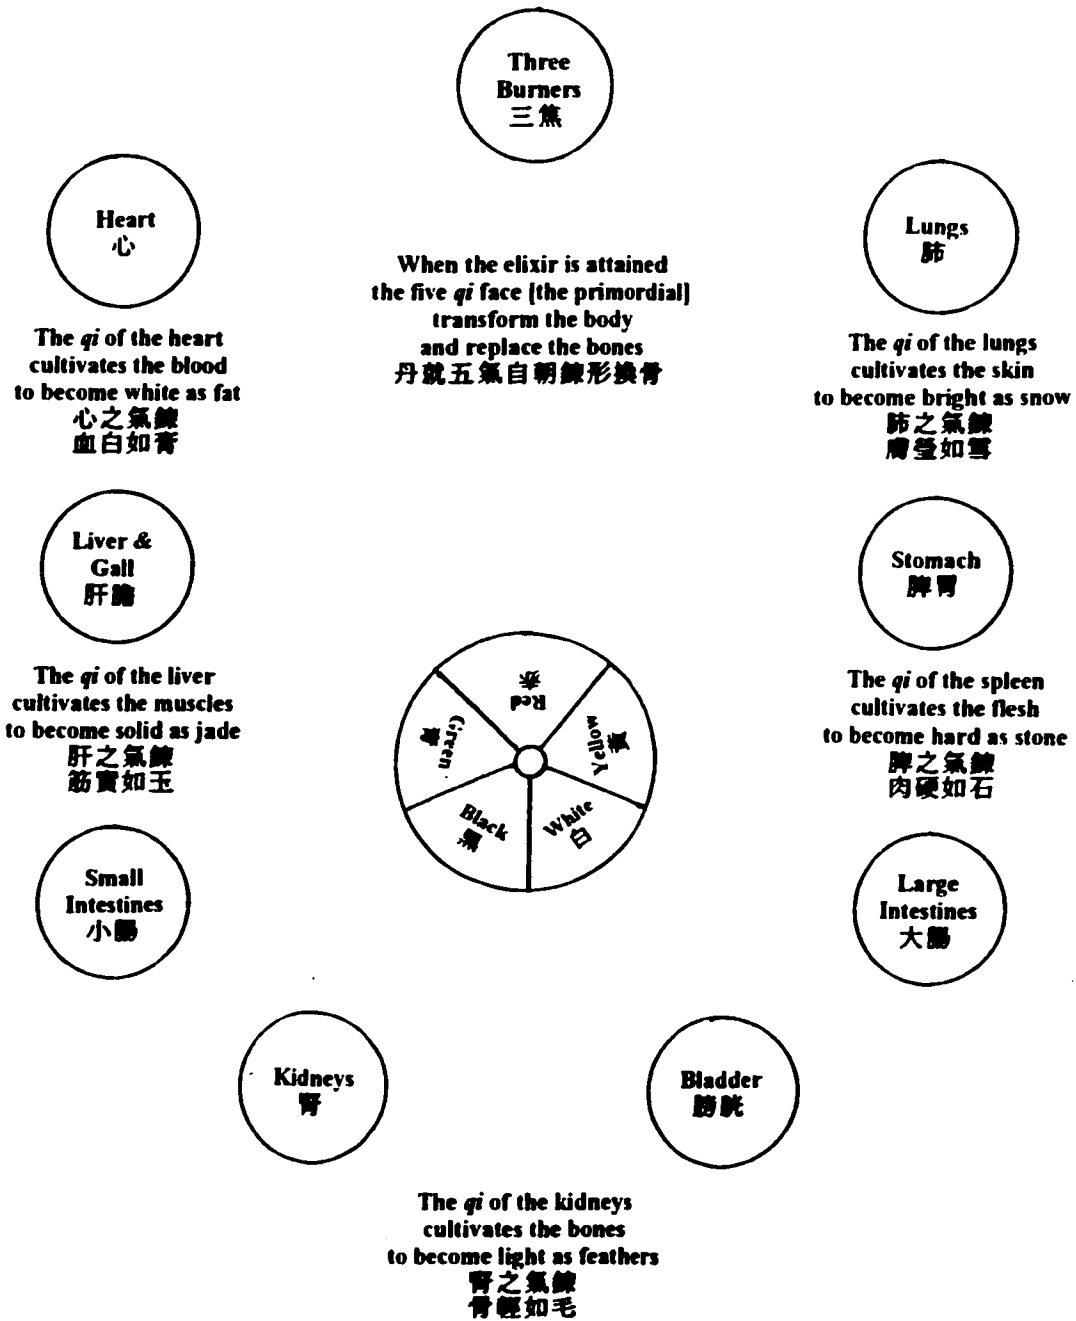 Three
Burners
三焦
Heart
心
Lungs
肺
When the elixir is attained
the five qi face [the primordial]
transform the body
and replace the bones
丹就五氣自朝鍊形換骨
The qi of the heart
cultivates the blood
to become white as fat
心之氣鍊
血白如膏
The qi of the lungs
cultivates the skin
to become bright as snow
肺之氣鍊
膚瑩如雪
Liver &
Gall
肝膽
Stomach
脾胃
The qi of the liver
cultivates the muscles
to become solid as jade
肝之氣鍊
筋實如玉
The qi of the spleen
cultivates the flesh
to become hard as stone
脾之氣鍊
肉硬如石
赤
Red
黃
Yellow
青
Green
Black
黑
White
白
Small
Intestines
小腸
Large
Intestines
大腸
Kidneys
腎
Bladder
膀胱
The qi of the kidneys
cultivates the bones
to become light as feathers
腎之氣鍊
骨輕如毛